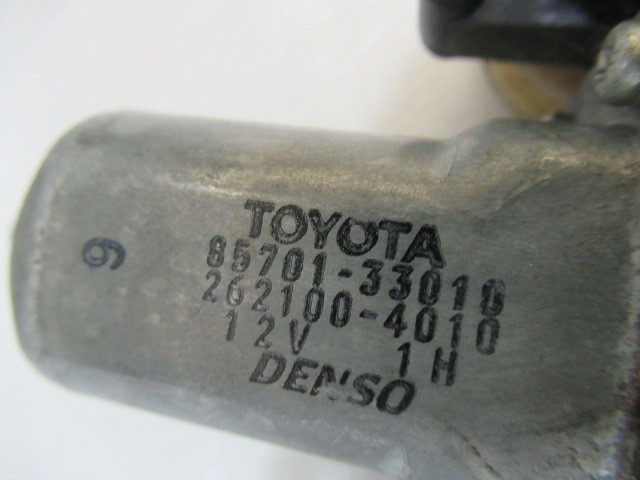 TOYOTA
85701-33010
262100-4010
12V 1H
DENSO
9